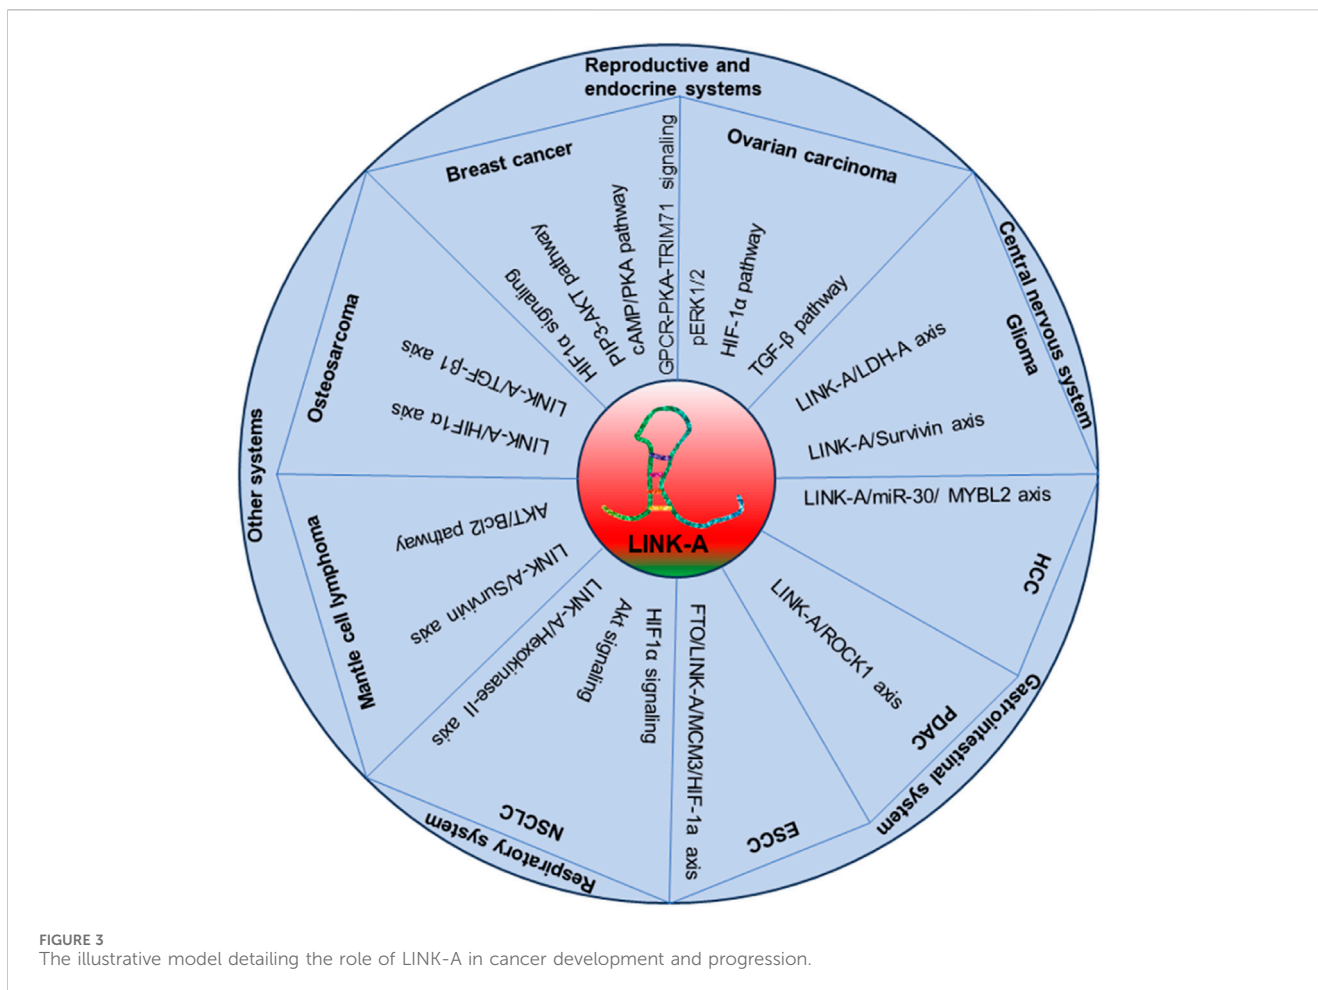 Reproductive and
endocrine systems
Breast cancer
HIF1α signaling
PIP3-AKT pathway
cAMP/PKA pathway
GPCR-PKA-TRIM71 signaling
Ovarian carcinoma
pERK1/2
HIF-1α pathway
TGF-β pathway
Central nervous system
Glioma
LINK-A/LDH-A axis
LINK-A/Survivin axis
Gastrointestinal system
HCC
LINK-A/miR-30/ MYBL2 axis
PDAC
LINK-A/ROCK1 axis
ESCC
FTO/LINK-A/MCM3/HIF-1a axis
Respiratory system
NSCLC
HIF1α signaling
Akt signaling
LINK-A/Hexokinase-II axis
Other systems
Mantle cell lymphoma
LINK-A/Survivin axis
AKT/Bcl2 pathway
Osteosarcoma
LINK-A/HIF1α axis
LINK-A/TGF-β1 axis
LINK-A
FIGURE 3
The illustrative model detailing the role of LINK-A in cancer development and progression.